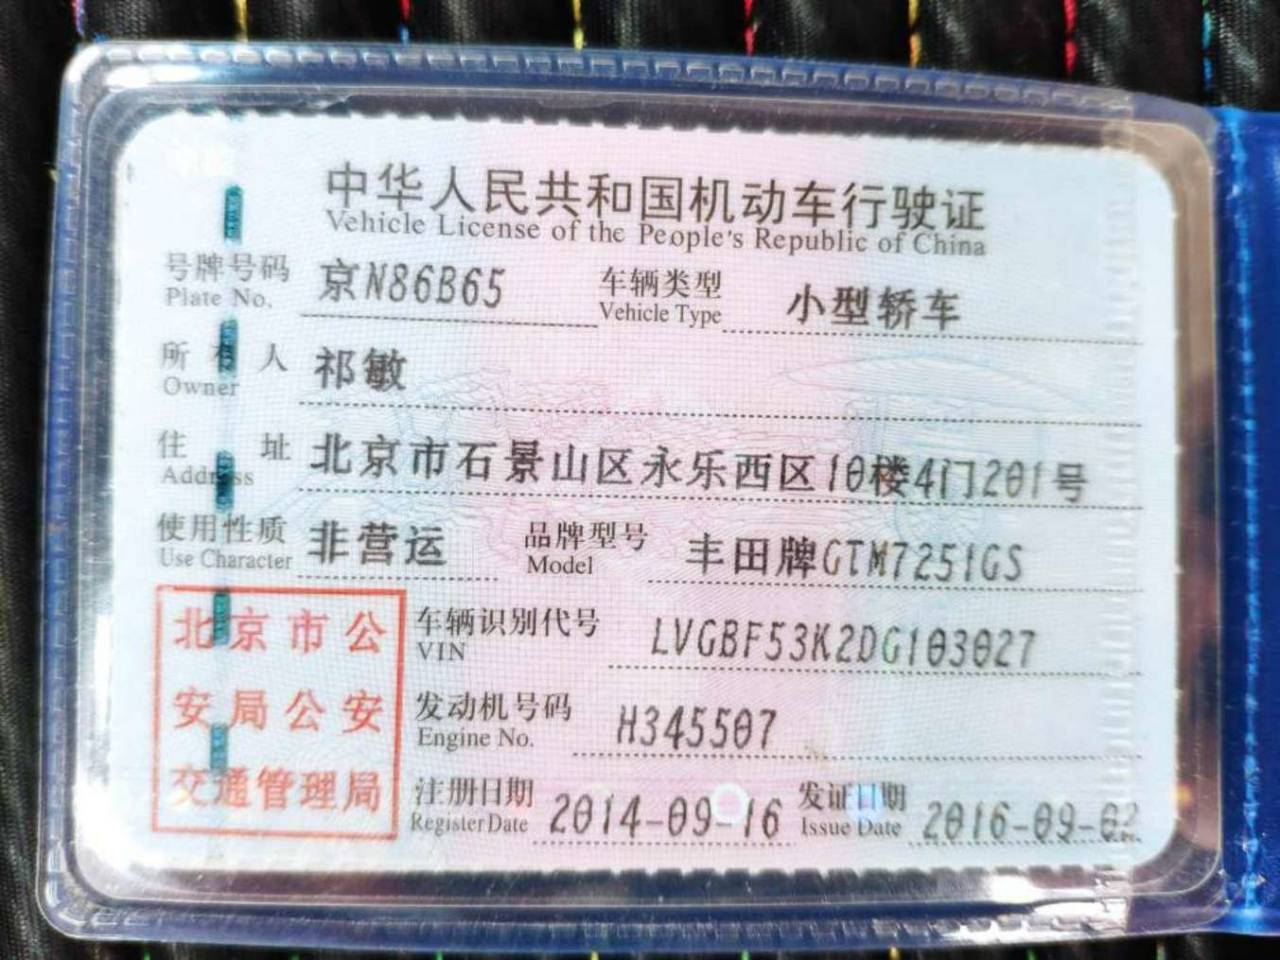 中华人民共和国机动车行驶证
Vehicle License of the People's Republic of China
号牌号码 京N86B65 车辆类型 小型轿车
Plate No. Vehicle Type
所有人 祁敏
Owner
住址 北京市石景山区永乐西区10楼4门201号
Address
使用性质 非营运 品牌型号 丰田牌GTM7251GS
Use Character Model
北京市公
安局公安
交通管理局
车辆识别代号 LVGBF53K2DG103027
VIN
发动机号码 H345507
Engine No.
注册日期 2014-09-16 发证日期 2016-09-02
Register Date Issue Date